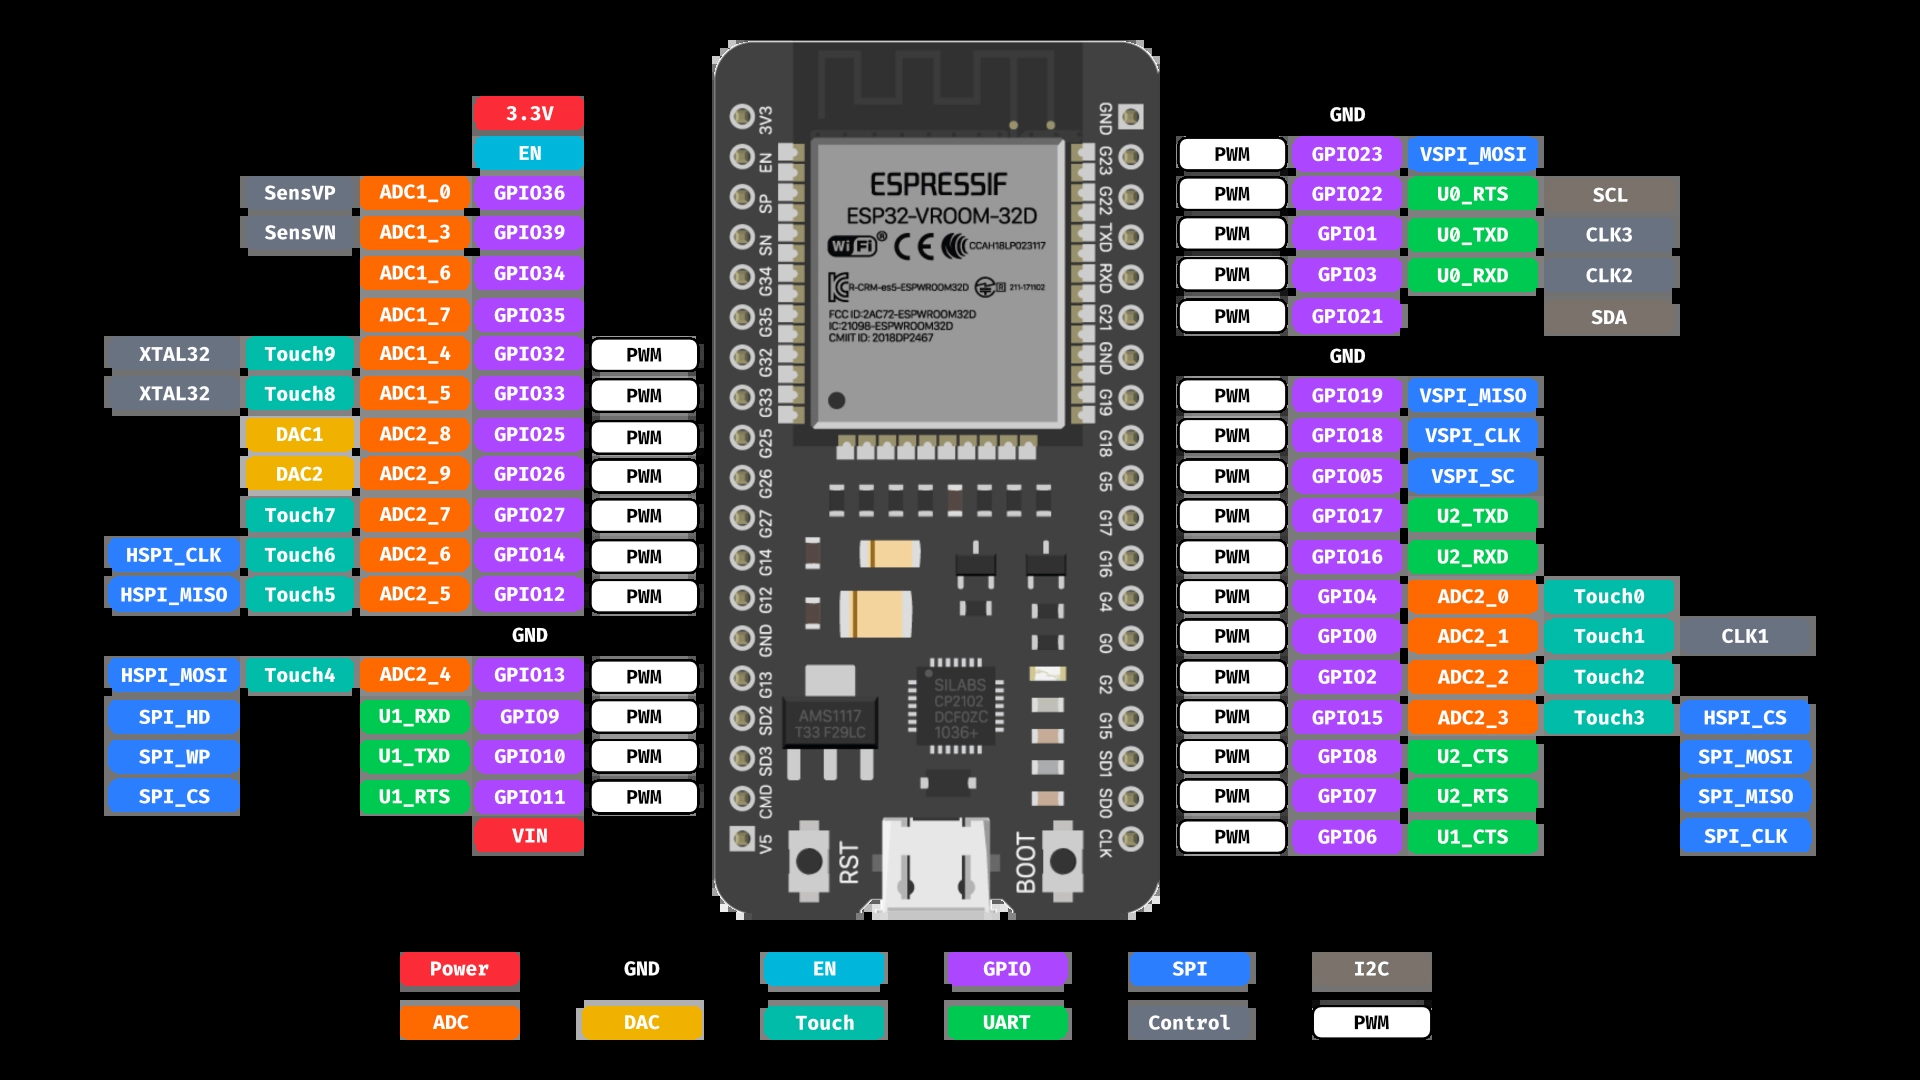 3.3V
EN
SensVP ADC1_0 GPIO36
SensVN ADC1_3 GPIO39
ADC1_6 GPIO34
ADC1_7 GPIO35
XTAL32 Touch9 ADC1_4 GPIO32 PWM
XTAL32 Touch8 ADC1_5 GPIO33 PWM
DAC1 ADC2_8 GPIO25 PWM
DAC2 ADC2_9 GPIO26 PWM
Touch7 ADC2_7 GPIO27 PWM
HSPI_CLK Touch6 ADC2_6 GPIO14 PWM
HSPI_MISO Touch5 ADC2_5 GPIO12 PWM
GND
HSPI_MOSI Touch4 ADC2_4 GPIO13 PWM
SPI_HD U1_RXD GPIO9 PWM
SPI_WP U1_TXD GPIO10 PWM
SPI_CS U1_RTS GPIO11 PWM
VIN
3V3
EN
SP
SN
G34
G35
G32
G33
G25
G26
G27
G14
G12
GND
G13
SD2
SD3
CMD
V5
ESPRESSIF
ESP32-VROOM-32D
WiFi® CE CCAH18LP023117
R-CRM-es5-ESPWROOM32D R 211-171102
FCC ID:2AC72-ESPWROOM32D
IC:21098-ESPWROOM32D
CMIIT ID: 2018DP2467
AMS1117
T33 F29LC
SILABS
CP2102
DCF0ZC
1036+
RST
BOOT
GND
G23
G22
TXD
RXD
G21
GND
G19
G18
G5
G17
G16
G4
G0
G2
G15
SD1
SD0
CLK
GND
PWM GPIO23 VSPI_MOSI
PWM GPIO22 U0_RTS SCL
PWM GPIO1 U0_TXD CLK3
PWM GPIO3 U0_RXD CLK2
PWM GPIO21 SDA
GND
PWM GPIO19 VSPI_MISO
PWM GPIO18 VSPI_CLK
PWM GPIO05 VSPI_SC
PWM GPIO17 U2_TXD
PWM GPIO16 U2_RXD
PWM GPIO4 ADC2_0 Touch0
PWM GPIO0 ADC2_1 Touch1 CLK1
PWM GPIO2 ADC2_2 Touch2
PWM GPIO15 ADC2_3 Touch3 HSPI_CS
PWM GPIO8 U2_CTS SPI_MOSI
PWM GPIO7 U2_RTS SPI_MISO
PWM GPIO6 U1_CTS SPI_CLK
Power GND EN GPIO SPI I2C
ADC DAC Touch UART Control PWM